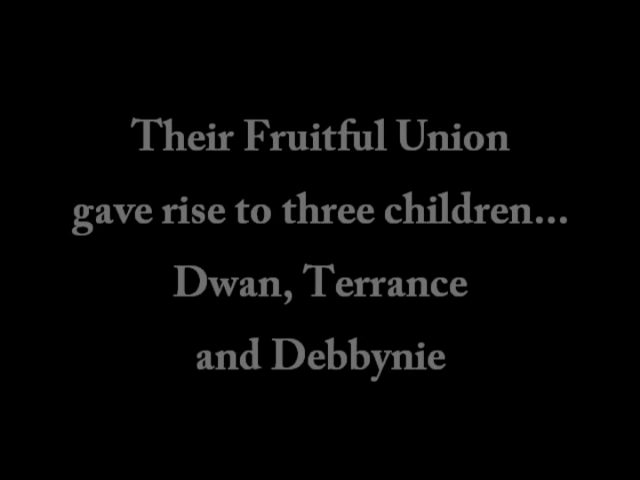 Their Fruitful Union
gave rise to three children...
Dwan, Terrance
and Debbynie